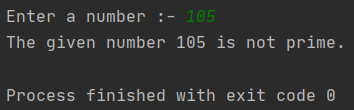 Enter a number :- 105
The given number 105 is not prime.
Process finished with exit code 0